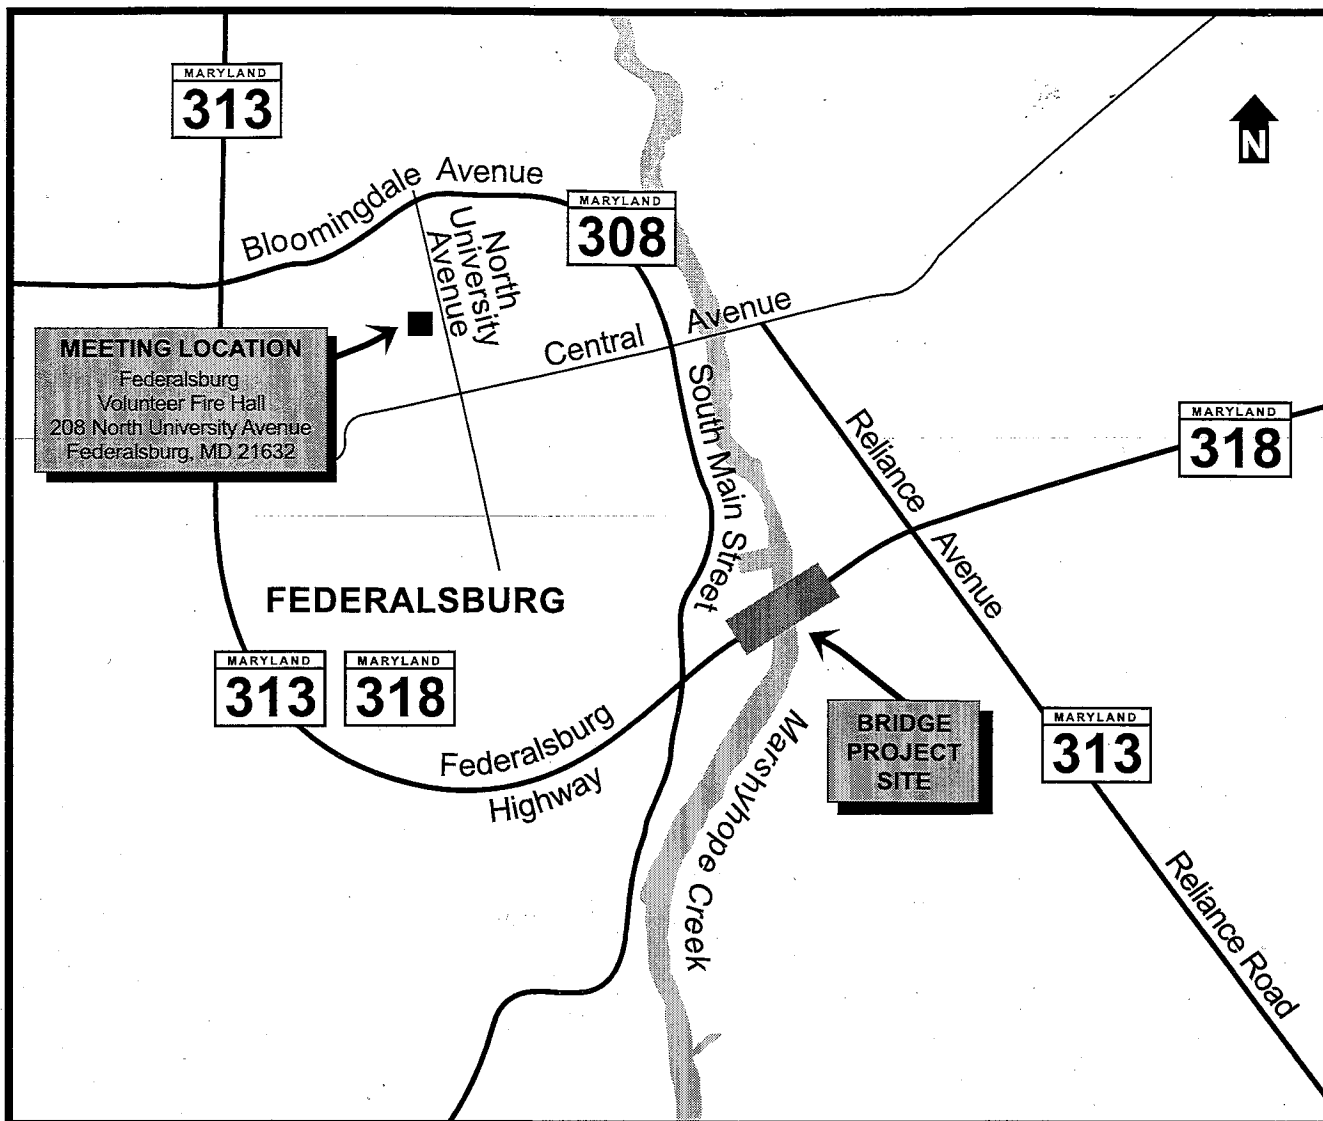 MARYLAND
313
N
Bloomingdale Avenue
North
University
Avenue
MARYLAND
308
Central Avenue
MEETING LOCATION
Federalsburg
Volunteer Fire Hall
208 North University Avenue
Federalsburg, MD 21632
South Main Street
Reliance Avenue
MARYLAND
318
FEDERALSBURG
MARYLAND
313
MARYLAND
318
Federalsburg
Highway
Marshyhope Creek
BRIDGE
PROJECT
SITE
MARYLAND
313
Reliance Road